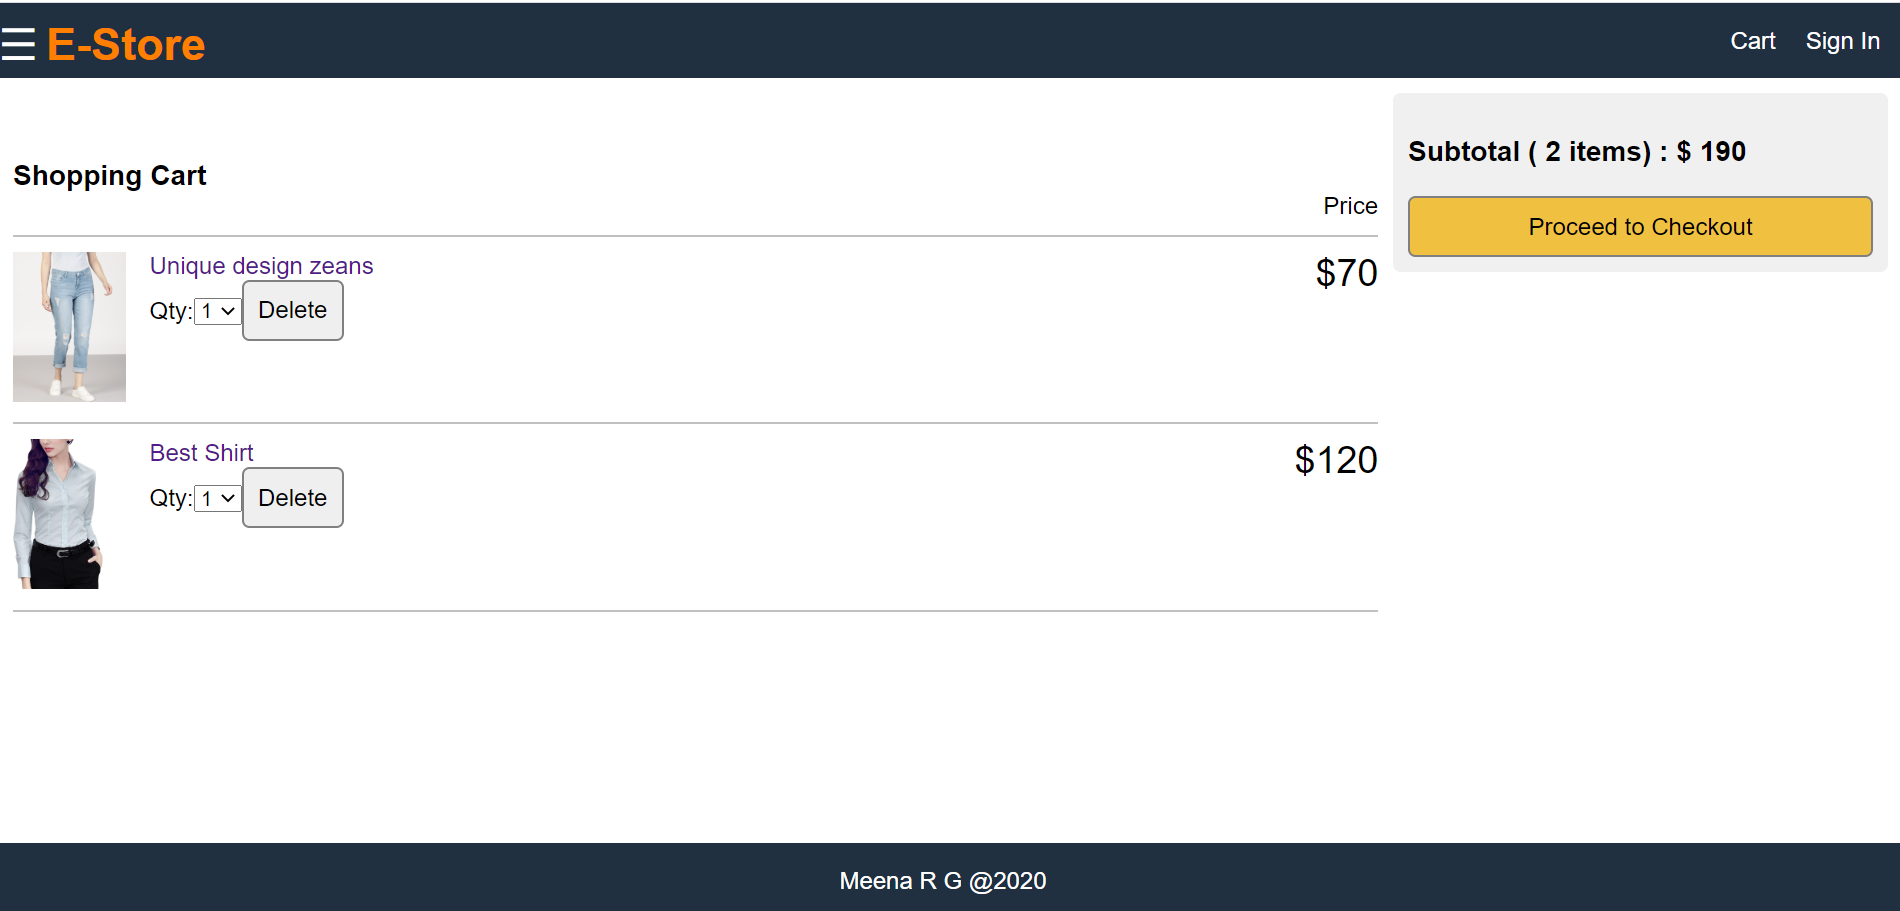 ☰ E-Store
Cart Sign In
Shopping Cart
Price
Unique design zeans
$70
Qty: 1 Delete
Best Shirt
$120
Qty: 1 Delete
Subtotal ( 2 items) : $ 190
Proceed to Checkout
Meena R G @2020